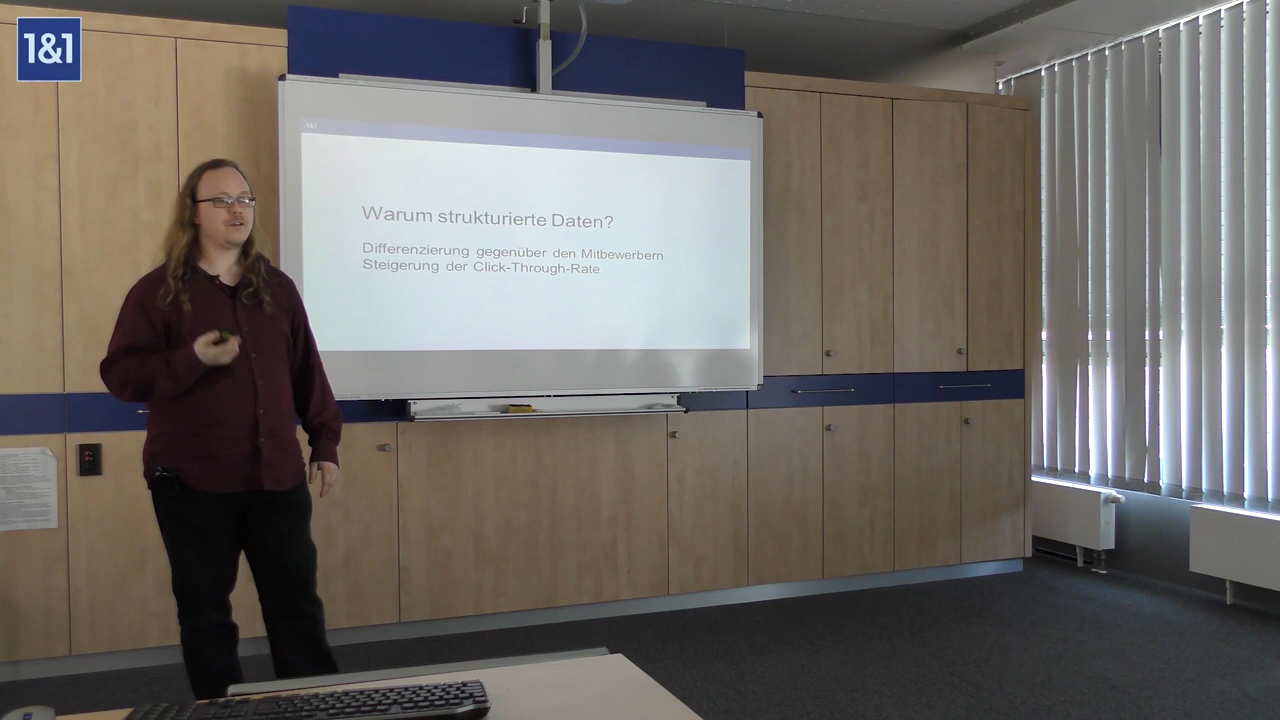 1&1
1&1
Warum strukturierte Daten?
Differenzierung gegenüber den Mitbewerbern
Steigerung der Click-Through-Rate